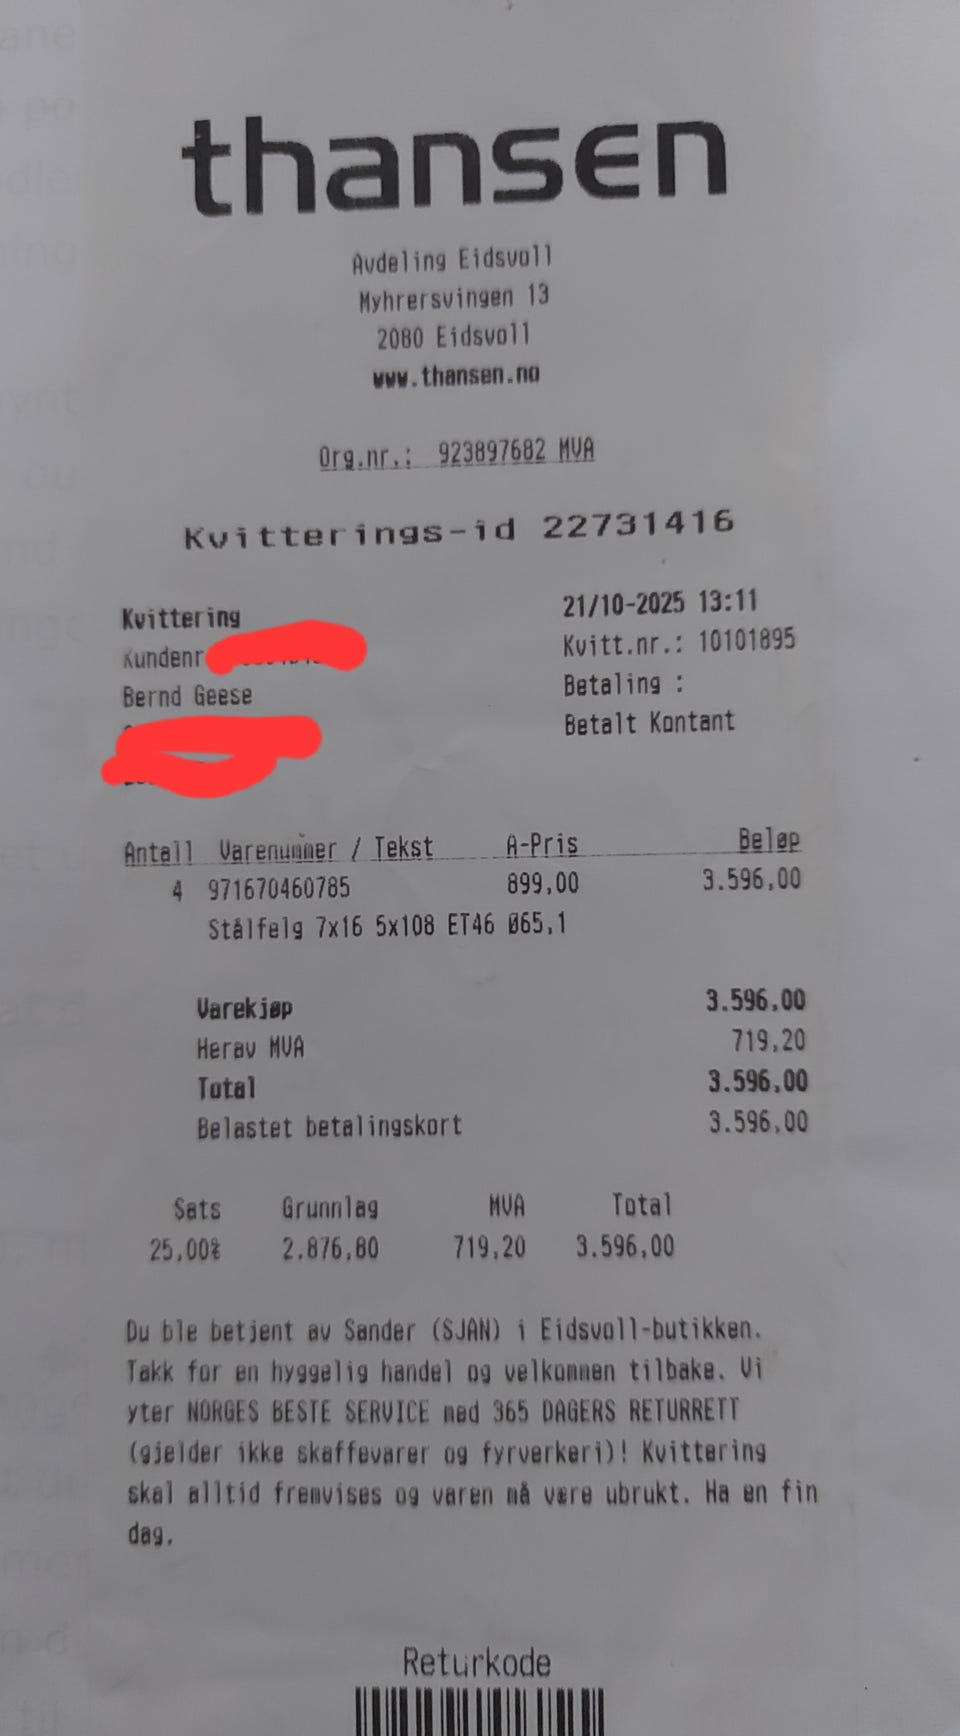 thansen
Avdeling Eidsvoll
Myhrersvingen 13
2080 Eidsvoll
www.thansen.no
Org.nr.: 923897682 MVA
Kvitterings-id 22731416
Kvittering 21/10-2025 13:11
Kundenr Kvitt.nr.: 10101895
Bernd Geese Betaling :
Betalt Kontant
Antall Varenummer / Tekst A-Pris Beløp
4 971670460785 899,00 3.596,00
Stålfelg 7x16 5x108 ET46 Ø65,1
Varekjøp 3.596,00
Herav MVA 719,20
Total 3.596,00
Belastet betalingskort 3.596,00
Sats Grunnlag MVA Total
25,00% 2.876,80 719,20 3.596,00
Du ble betjent av Sander (SJAN) i Eidsvoll-butikken.
Takk for en hyggelig handel og velkommen tilbake. Vi
yter NORGES BESTE SERVICE med 365 DAGERS RETURRETT
(gjelder ikke skaffevarer og fyrverkeri)! Kvittering
skal alltid fremvises og varen må være ubrukt. Ha en fin
dag.
Returkode